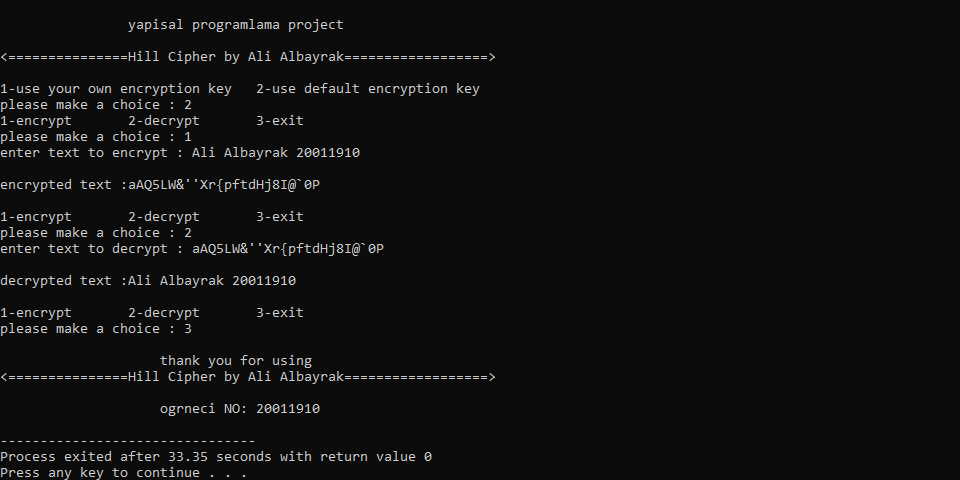 yapisal programlama project
<===============Hill Cipher by Ali Albayrak==================>
1-use your own encryption key   2-use default encryption key
please make a choice : 2
1-encrypt       2-decrypt       3-exit
please make a choice : 1
enter text to encrypt : Ali Albayrak 20011910
encrypted text :aAQ5LW&''Xr{pftdHj8I@`0P
1-encrypt       2-decrypt       3-exit
please make a choice : 2
enter text to decrypt : aAQ5LW&''Xr{pftdHj8I@`0P
decrypted text :Ali Albayrak 20011910
1-encrypt       2-decrypt       3-exit
please make a choice : 3
thank you for using
<===============Hill Cipher by Ali Albayrak==================>
ogrneci NO: 20011910
--------------------------------
Process exited after 33.35 seconds with return value 0
Press any key to continue . . .